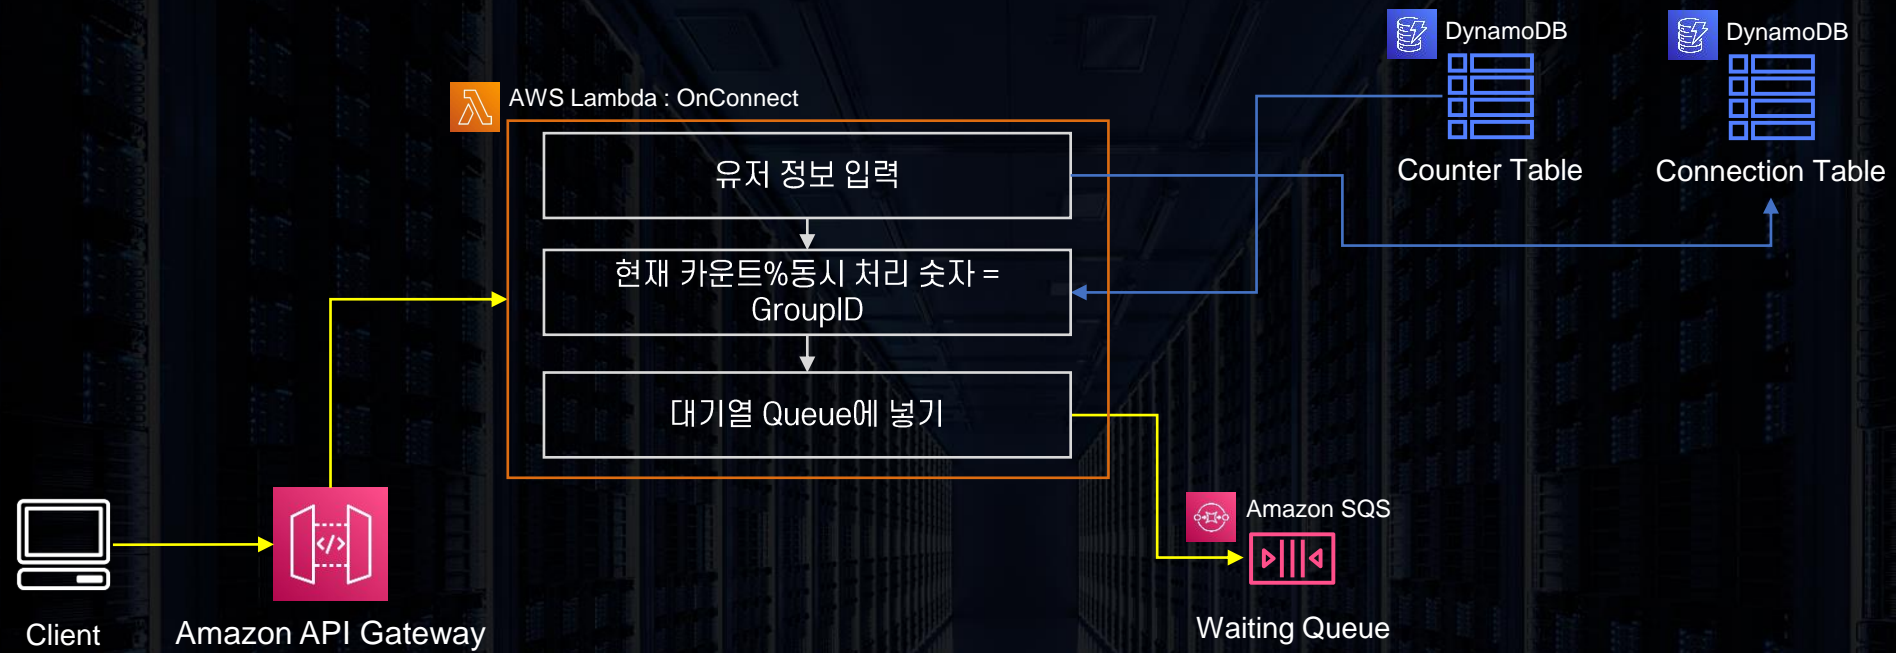 DynamoDB
DynamoDB
AWS Lambda : OnConnect
유저 정보 입력
Counter Table
Connection Table
현재 카운트%동시 처리 숫자 =
GroupID
대기열 Queue에 넣기
Amazon SQS
Client
Amazon API Gateway
Waiting Queue